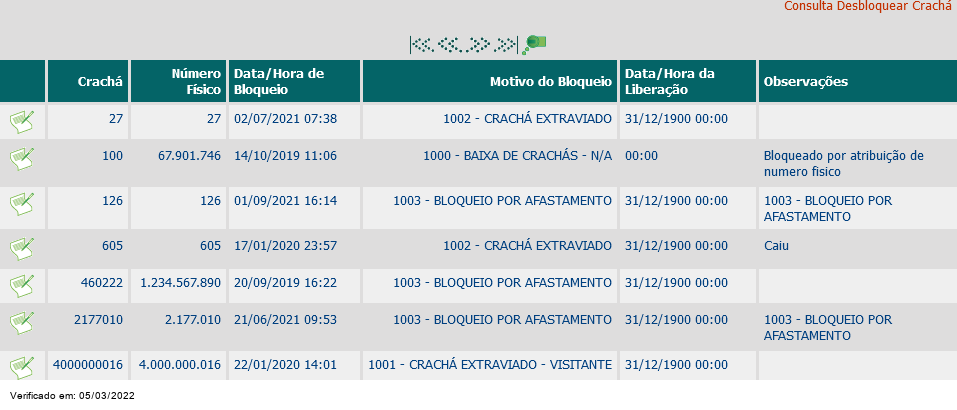 Consulta Desbloquear Crachá
Crachá Número Físico Data/Hora de Bloqueio Motivo do Bloqueio Data/Hora da Liberação Observações
27 27 02/07/2021 07:38 1002 - CRACHÁ EXTRAVIADO 31/12/1900 00:00
100 67.901.746 14/10/2019 11:06 1000 - BAIXA DE CRACHÁS - N/A 00:00 Bloqueado por atribuição de
numero fisico
126 126 01/09/2021 16:14 1003 - BLOQUEIO POR AFASTAMENTO 31/12/1900 00:00 1003 - BLOQUEIO POR
AFASTAMENTO
605 605 17/01/2020 23:57 1002 - CRACHÁ EXTRAVIADO 31/12/1900 00:00 Caiu
460222 1.234.567.890 20/09/2019 16:22 1003 - BLOQUEIO POR AFASTAMENTO 31/12/1900 00:00
2177010 2.177.010 21/06/2021 09:53 1003 - BLOQUEIO POR AFASTAMENTO 31/12/1900 00:00 1003 - BLOQUEIO POR
AFASTAMENTO
4000000016 4.000.000.016 22/01/2020 14:01 1001 - CRACHÁ EXTRAVIADO - VISITANTE 31/12/1900 00:00
Verificado em: 05/03/2022